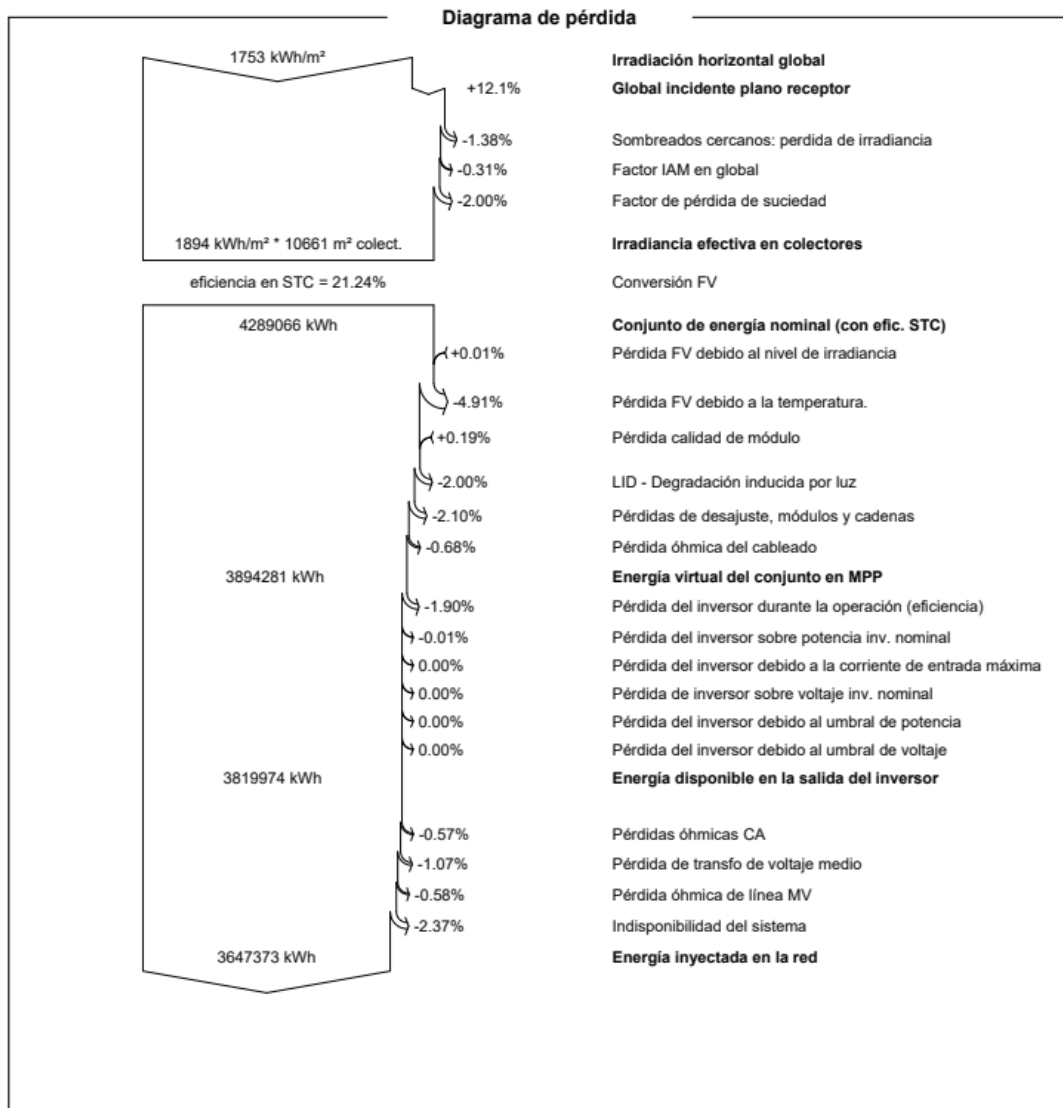 Diagrama de pérdida
1753 kWh/m² Irradiación horizontal global
+12.1% Global incidente plano receptor
-1.38% Sombreados cercanos: perdida de irradiancia
-0.31% Factor IAM en global
-2.00% Factor de pérdida de suciedad
1894 kWh/m² * 10661 m² colect. Irradiancia efectiva en colectores
eficiencia en STC = 21.24% Conversión FV
4289066 kWh Conjunto de energía nominal (con efic. STC)
+0.01% Pérdida FV debido al nivel de irradiancia
-4.91% Pérdida FV debido a la temperatura.
+0.19% Pérdida calidad de módulo
-2.00% LID - Degradación inducida por luz
-2.10% Pérdidas de desajuste, módulos y cadenas
-0.68% Pérdida óhmica del cableado
3894281 kWh Energía virtual del conjunto en MPP
-1.90% Pérdida del inversor durante la operación (eficiencia)
-0.01% Pérdida del inversor sobre potencia inv. nominal
0.00% Pérdida del inversor debido a la corriente de entrada máxima
0.00% Pérdida de inversor sobre voltaje inv. nominal
0.00% Pérdida del inversor debido al umbral de potencia
0.00% Pérdida del inversor debido al umbral de voltaje
3819974 kWh Energía disponible en la salida del inversor
-0.57% Pérdidas óhmicas CA
-1.07% Pérdida de transfo de voltaje medio
-0.58% Pérdida óhmica de línea MV
-2.37% Indisponibilidad del sistema
3647373 kWh Energía inyectada en la red